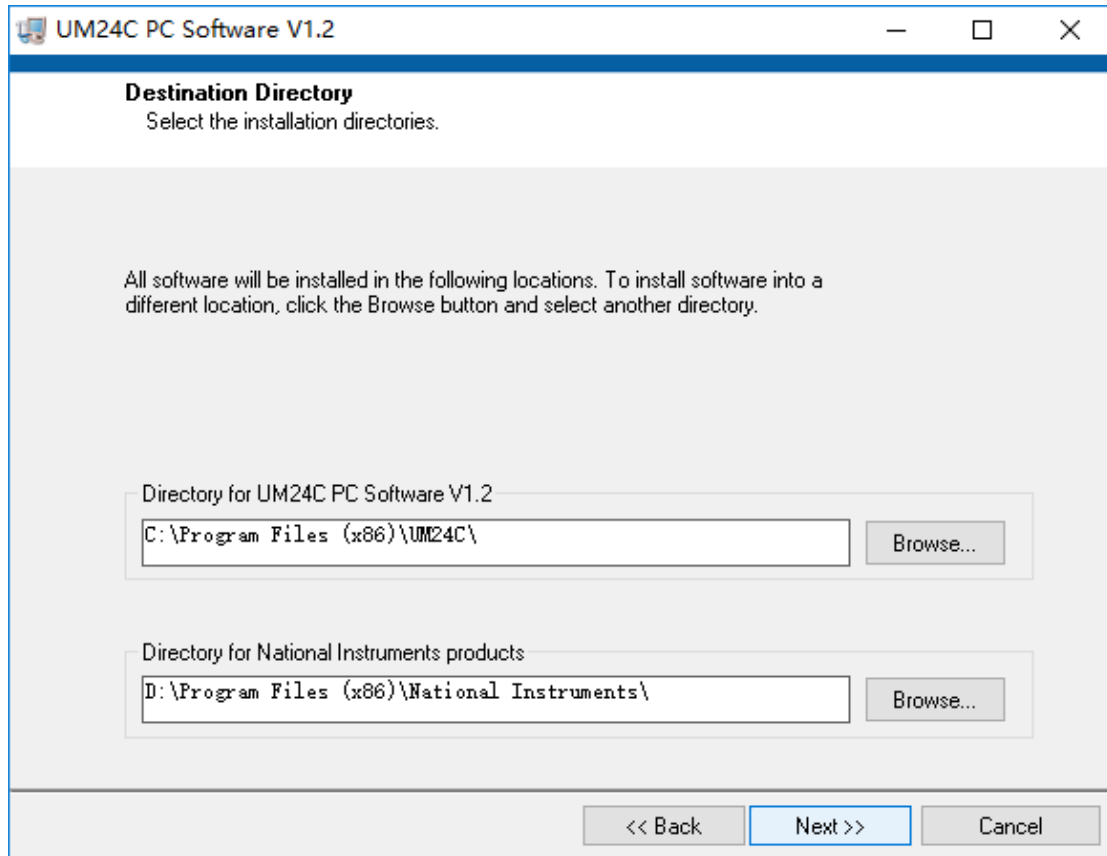 UM24C PC Software V1.2
Destination Directory
Select the installation directories.
All software will be installed in the following locations. To install software into a
different location, click the Browse button and select another directory.
Directory for UM24C PC Software V1.2
C:\Program Files (x86)\UM24C\
Browse...
Directory for National Instruments products
D:\Program Files (x86)\National Instruments\
Browse...
<< Back
Next >>
Cancel